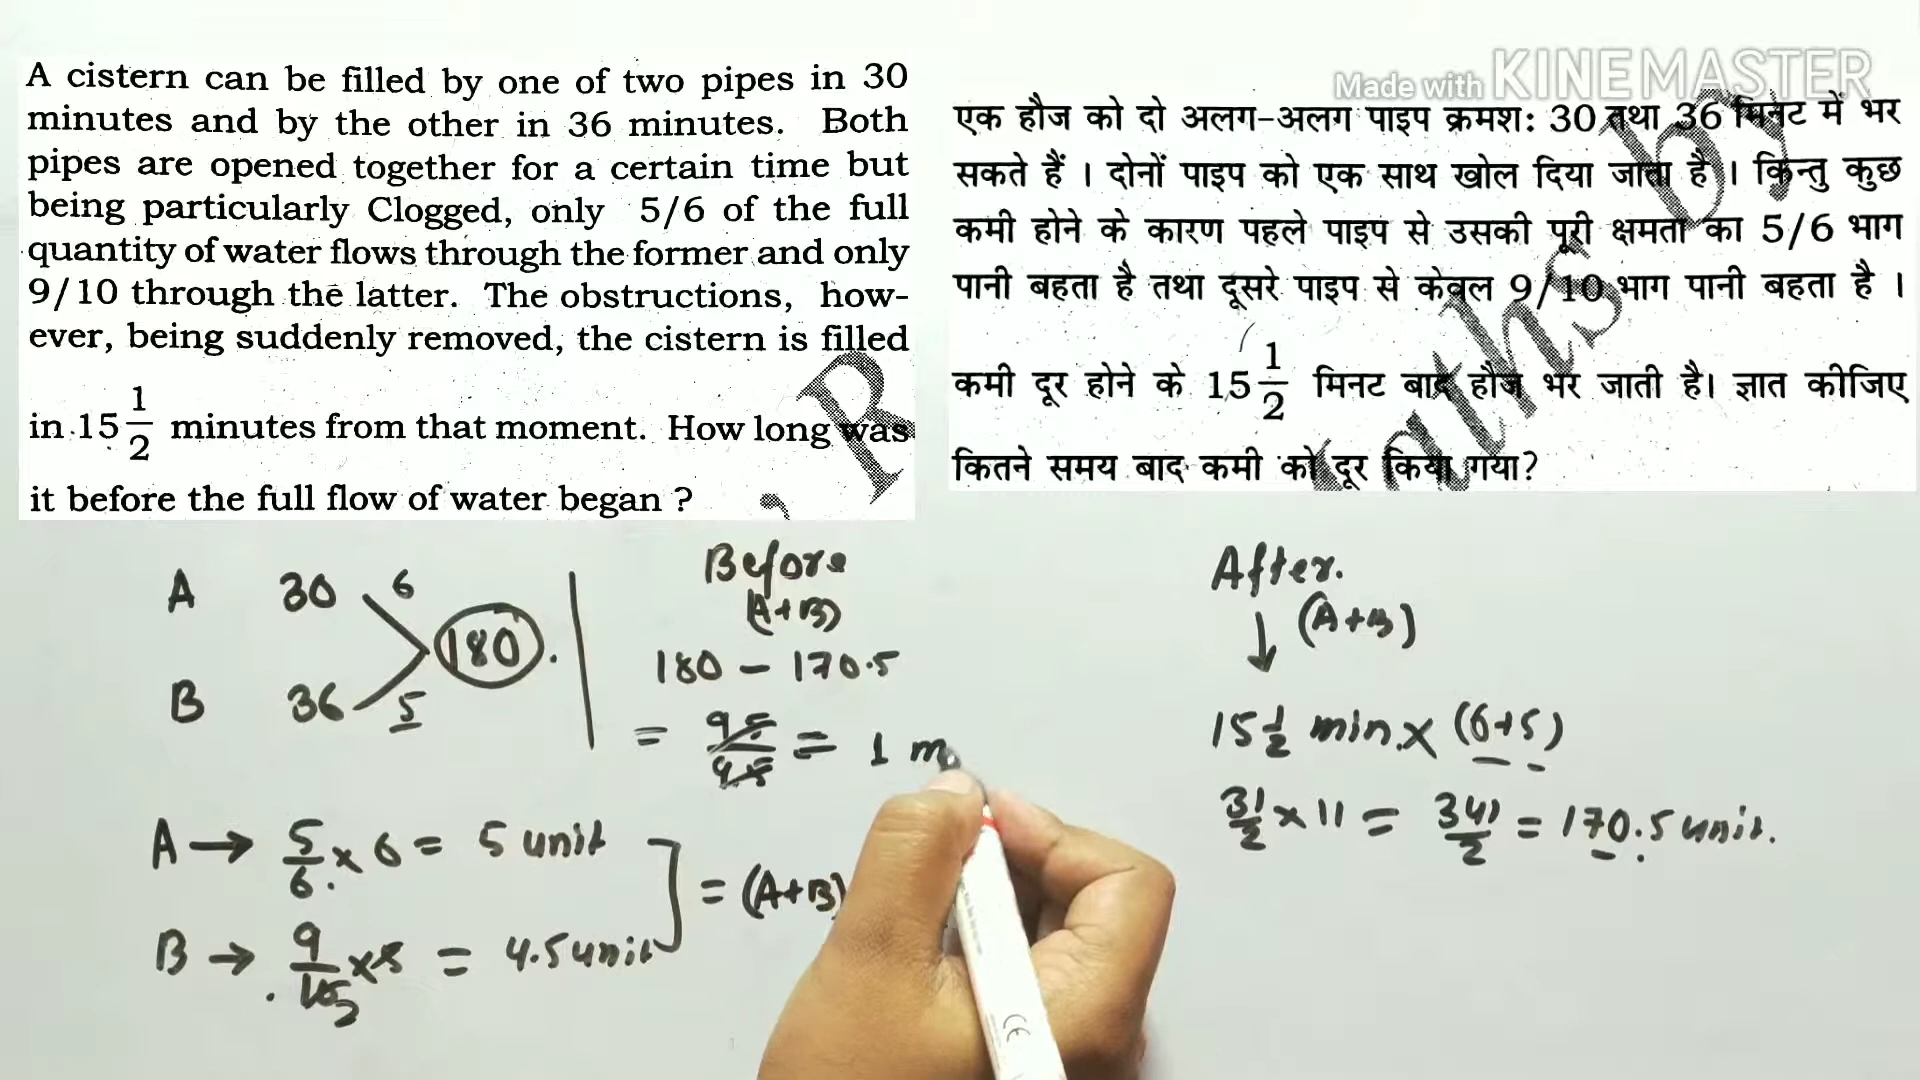 Made with KINEMASTER
A cistern can be filled by one of two pipes in 30
minutes and by the other in 36 minutes. Both
pipes are opened together for a certain time but
being particularly Clogged, only 5/6 of the full
quantity of water flows through the former and only
9/10 through the latter. The obstructions, how-
ever, being suddenly removed, the cistern is filled
in 15 1/2 minutes from that moment. How long was
it before the full flow of water began ?
एक हौज को दो अलग-अलग पाइप क्रमश: 30 तथा 36 मिनट में भर
सकते हैं । दोनों पाइप को एक साथ खोल दिया जाता है । किन्तु कुछ
कमी होने के कारण पहले पाइप से उसकी पूरी क्षमता का 5/6 भाग
पानी बहता है तथा दूसरे पाइप से केवल 9/10 भाग पानी बहता है ।
कमी दूर होने के 15 1/2 मिनट बाद हौज भर जाती है। ज्ञात कीजिए
कितने समय बाद कमी को दूर किया गया?
A 30 6
180.
B 36 5
Before
(A+B)
180 - 170.5
= 9.5/9.5 = 1 m
After.
(A+B)
15 1/2 min. x (6+5)
31/2 x 11 = 341/2 = 170.5 unit.
A → 5/6 x 6 = 5 unit
= (A+B)
B → 9/10 x 5 = 4.5 unit